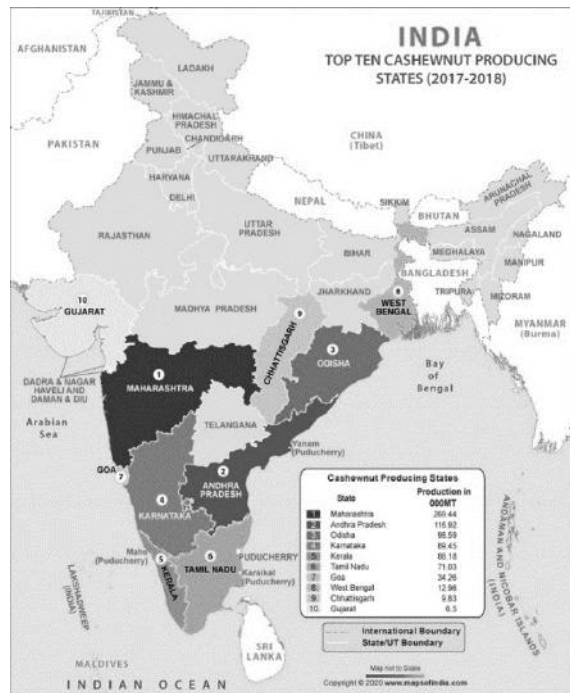 INDIA
TOP TEN CASHEWNUT PRODUCING
STATES (2017-2018)
TAJIKISTAN
AFGHANISTAN
LADAKH
JAMMU &
KASHMIR
HIMACHAL
PRADESH
CHANDIGARH
PUNJAB
UTTARAKHAND
PAKISTAN
CHINA
(Tibet)
HARYANA
DELHI
NEPAL
SIKKIM
BHUTAN
ARUNACHAL
PRADESH
RAJASTHAN
UTTAR
PRADESH
ASSAM
NAGALAND
BIHAR
MEGHALAYA
MANIPUR
BANGLADESH
10
GUJARAT
MADHYA PRADESH
JHARKHAND
8
WEST
BENGAL
TRIPURA
MIZORAM
9
CHHATTISGARH
MYANMAR
(Burma)
3
ODISHA
DADRA & NAGAR
HAVELI AND
DAMAN & DIU
1
MAHARASHTRA
Bay
of
Bengal
Arabian
Sea
TELANGANA
Yanam
(Puducherry)
GOA
7
2
ANDHRA
PRADESH
4
KARNATAKA
Cashewnut Producing States
State
Production in
000MT
1 Maharashtra 269.44
2 Andhra Pradesh 116.92
3 Odisha 98.59
4 Karnataka 89.45
5 Kerala 88.18
6 Tamil Nadu 71.03
7 Goa 34.26
8 West Bengal 12.96
9 Chhattisgarh 9.83
10. Gujarat 6.5
ANDAMAN AND NICOBAR ISLANDS
(INDIA)
Mahe
(Puducherry)
5
KERALA
6
TAMIL NADU
PUDUCHERRY
Karaikal
(Puducherry)
LAKSHADWEEP
(INDIA)
International Boundary
State/UT Boundary
SRI
LANKA
MALDIVES
Map not to Scale
INDIAN OCEAN
Copyright © 2020 www.mapsofindia.com